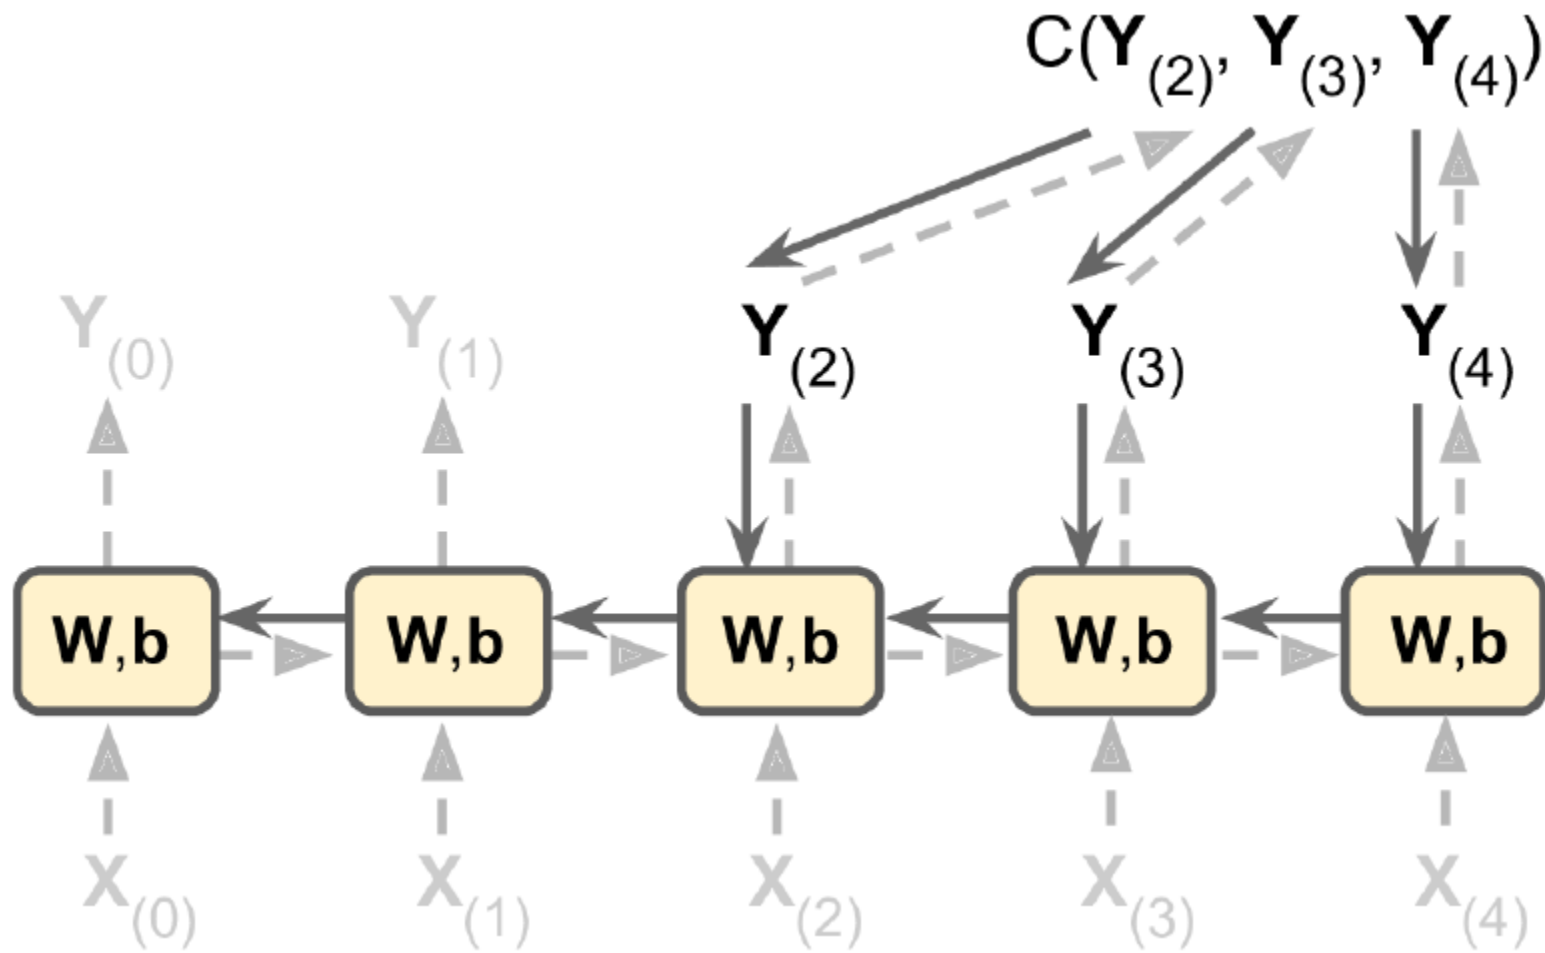 C(Y(2), Y(3), Y(4))
Y(0) Y(1) Y(2) Y(3) Y(4)
W,b W,b W,b W,b W,b
X(0) X(1) X(2) X(3) X(4)